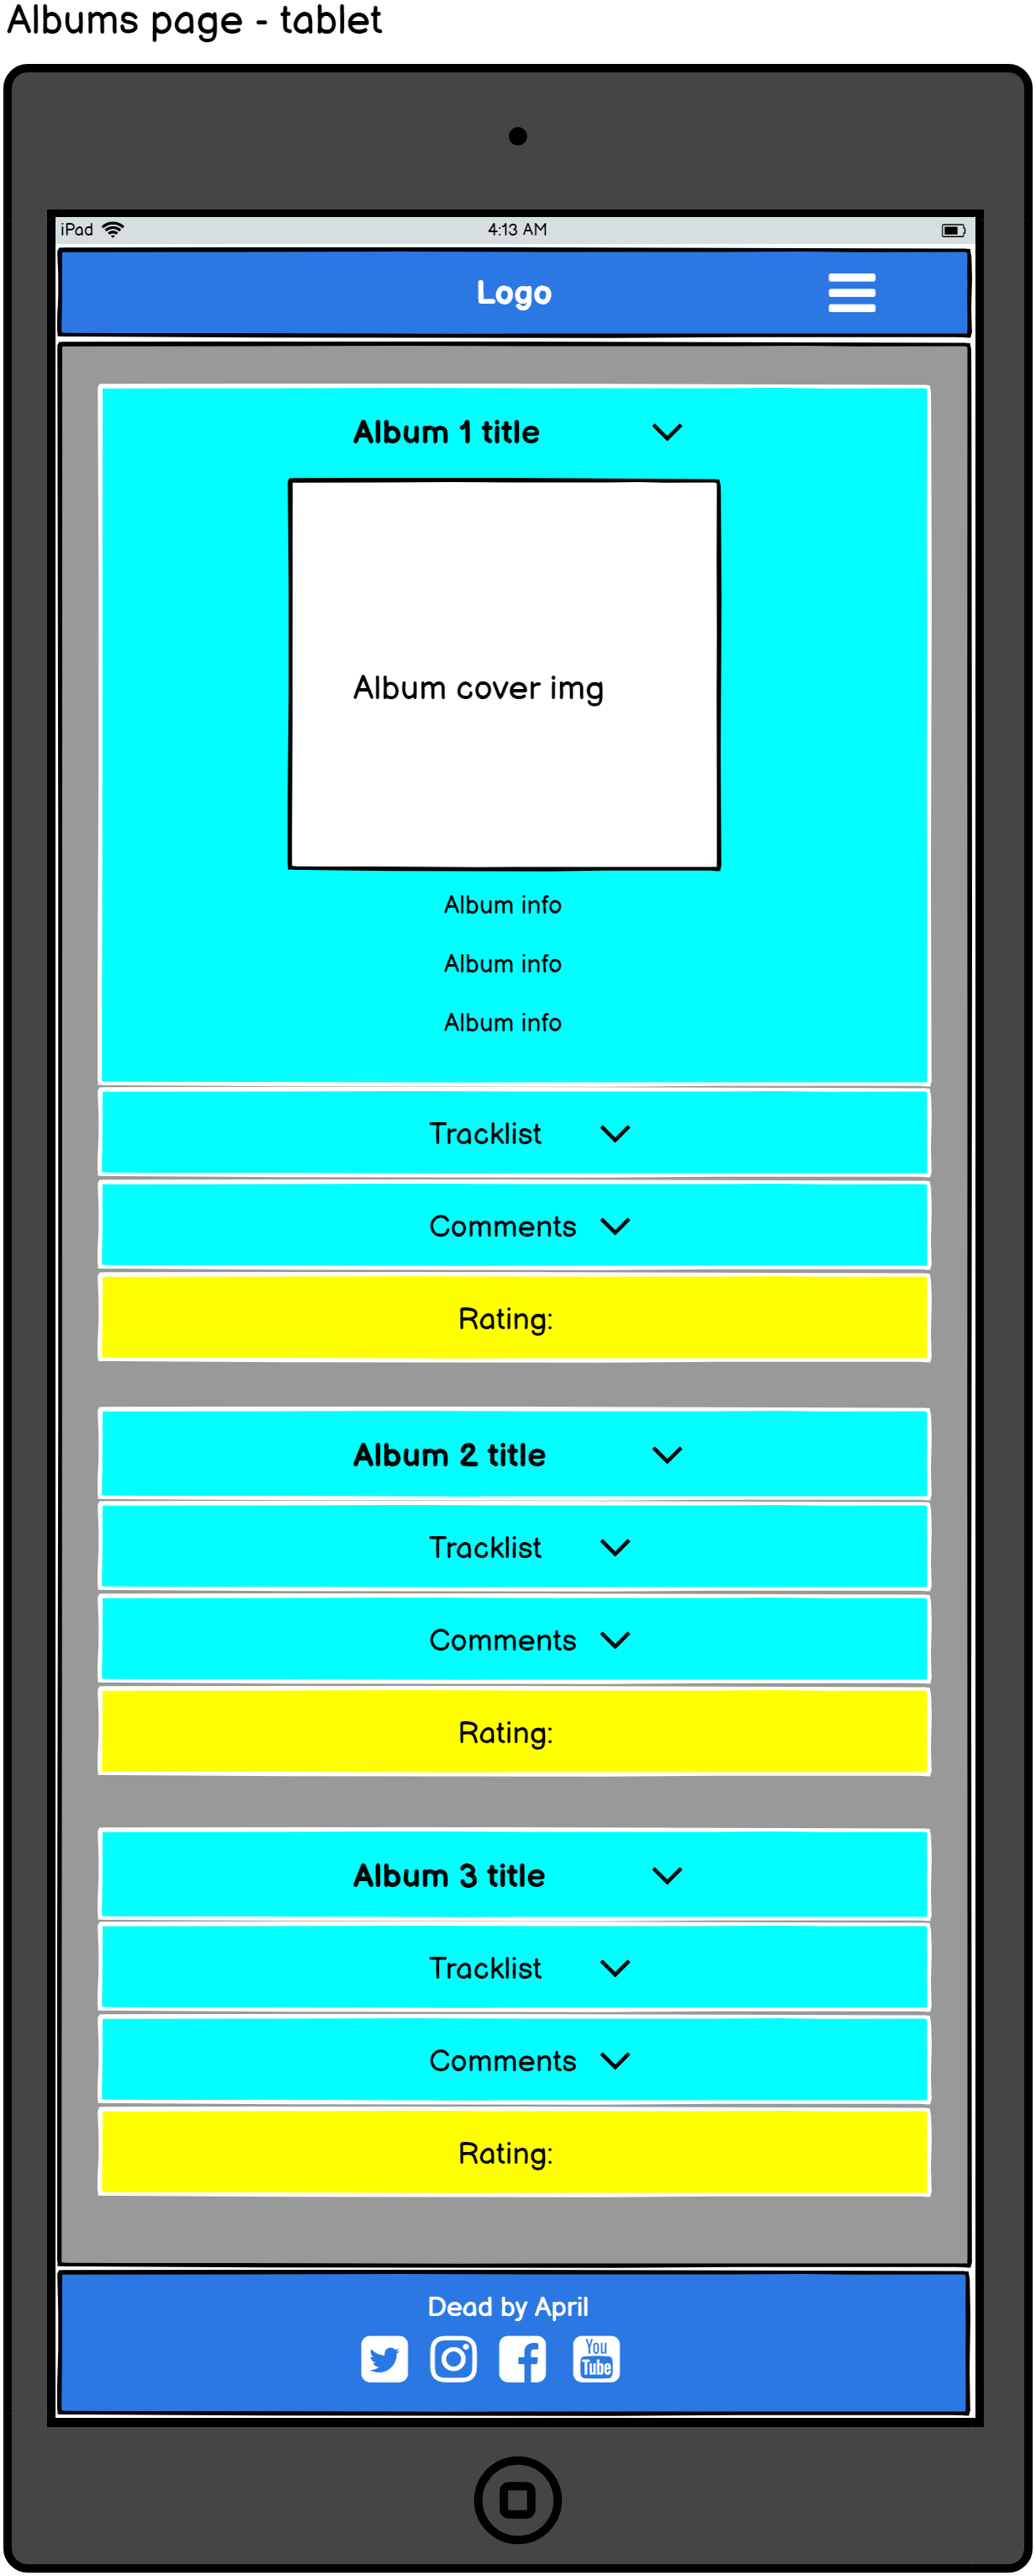 Albums page - tablet
iPad 4:13 AM
Logo
Album 1 title
Album cover img
Album info
Album info
Album info
Tracklist
Comments
Rating:
Album 2 title
Tracklist
Comments
Rating:
Album 3 title
Tracklist
Comments
Rating:
Dead by April
You
Tube